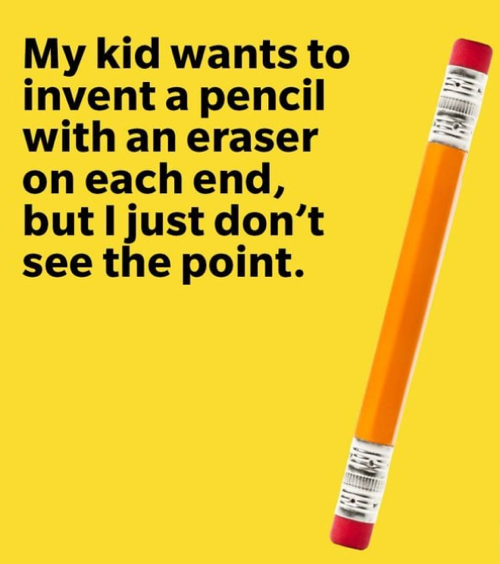 My kid wants to
invent a pencil
with an eraser
on each end,
but I just don’t
see the point.